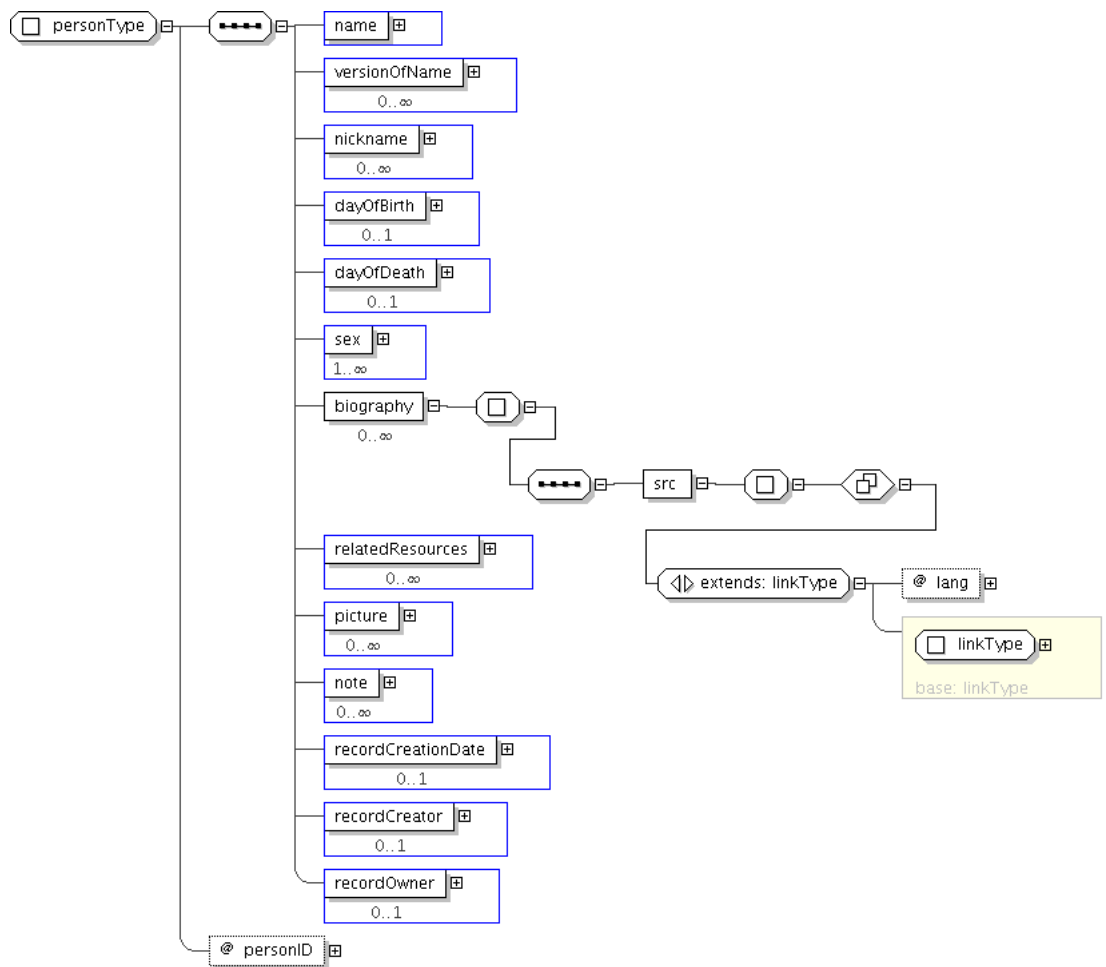 personType
name
versionOfName
0..∞
nickname
0..∞
dayOfBirth
0..1
dayOfDeath
0..1
sex
1..∞
biography
0..∞
src
extends: linkType
@ lang
linkType
base: linkType
relatedResources
0..∞
picture
0..∞
note
0..∞
recordCreationDate
0..1
recordCreator
0..1
recordOwner
0..1
@ personID